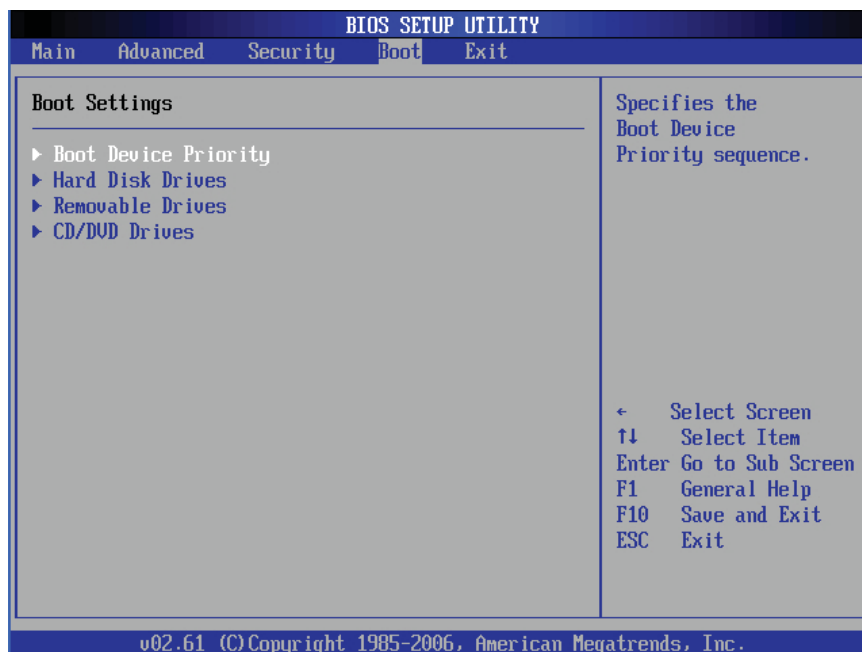 BIOS SETUP UTILITY
Main Advanced Security Boot Exit
Boot Settings
Boot Device Priority
Hard Disk Drives
Removable Drives
CD/DVD Drives
Specifies the
Boot Device
Priority sequence.
← Select Screen
↑↓ Select Item
Enter Go to Sub Screen
F1 General Help
F10 Save and Exit
ESC Exit
v02.61 (C)Copyright 1985-2006, American Megatrends, Inc.